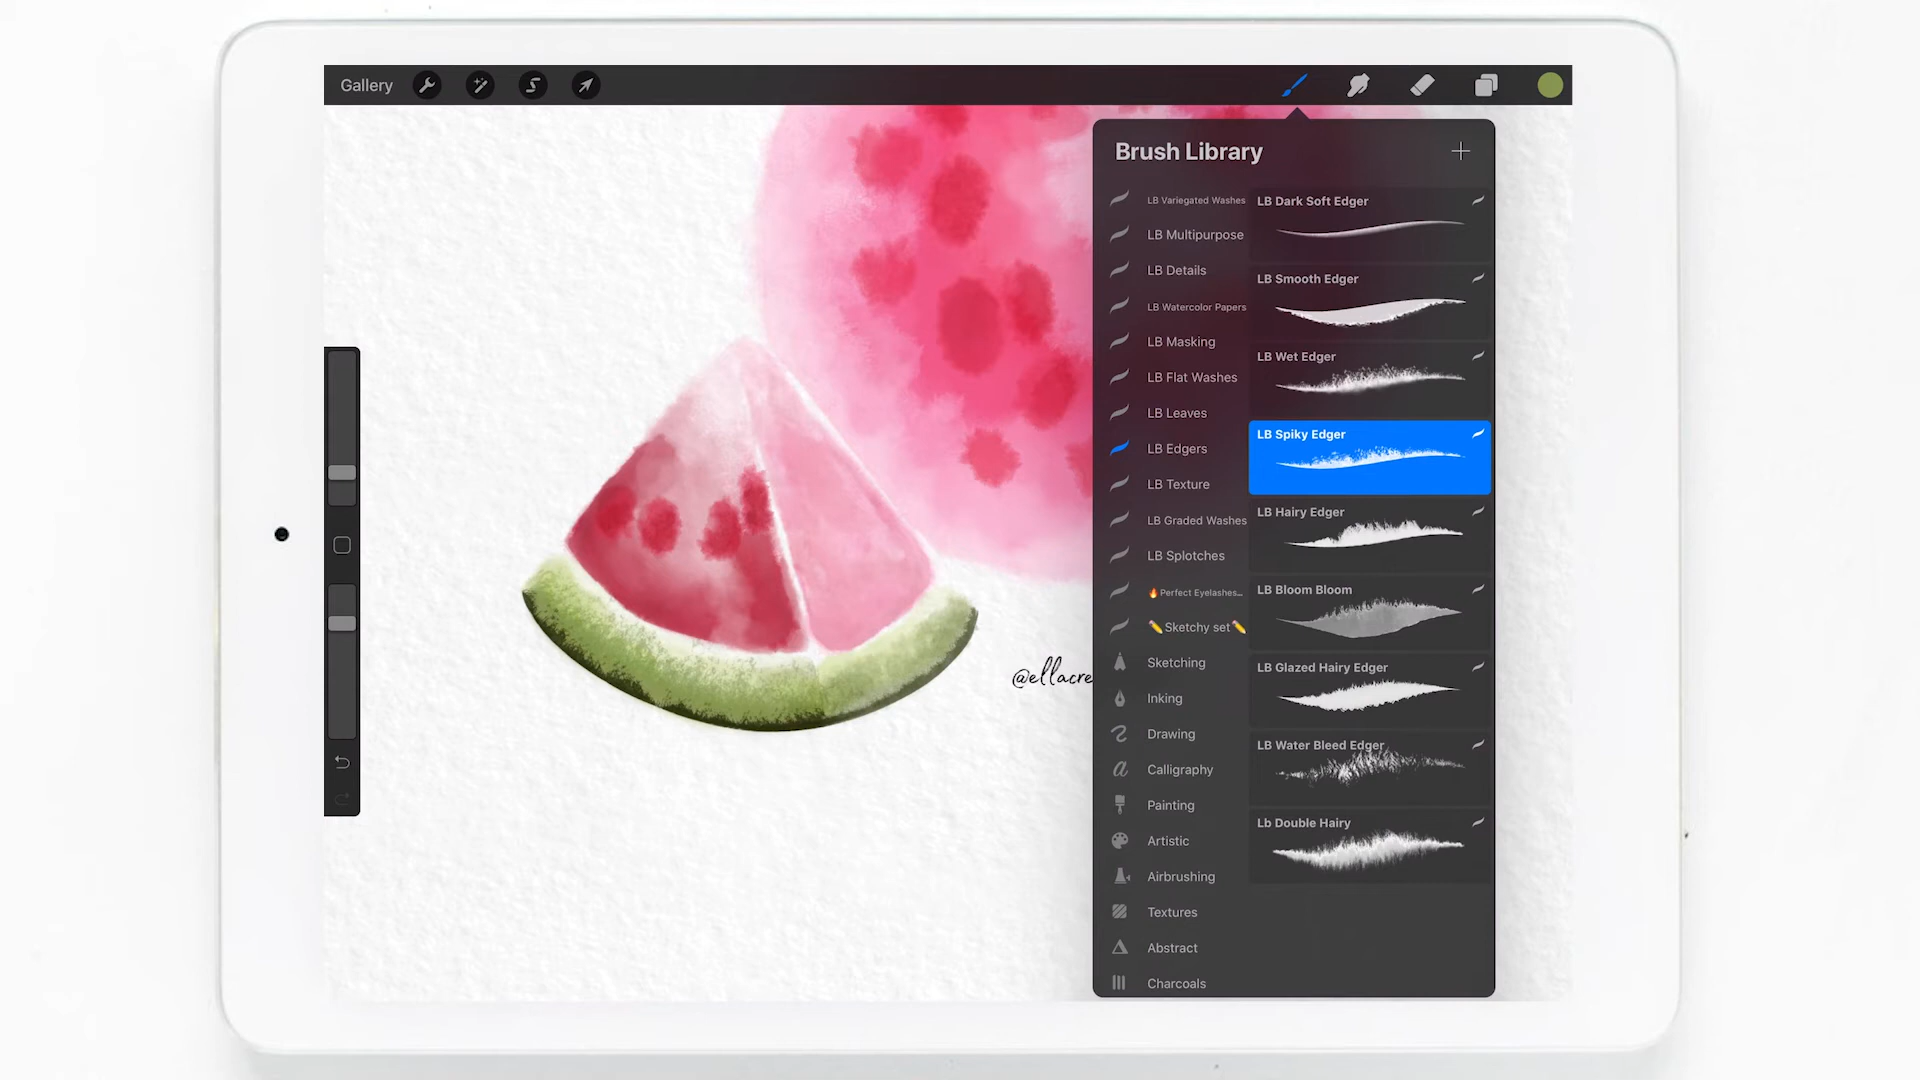 Gallery
Brush Library
LB Variegated Washes
LB Multipurpose
LB Details
LB Watercolor Papers
LB Masking
LB Flat Washes
LB Leaves
LB Edgers
LB Texture
LB Graded Washes
LB Splotches
🔥Perfect Eyelashes...
✏️Sketchy set✏️
Sketching
Inking
Drawing
Calligraphy
Painting
Artistic
Airbrushing
Textures
Abstract
Charcoals
LB Dark Soft Edger
LB Smooth Edger
LB Wet Edger
LB Spiky Edger
LB Hairy Edger
LB Bloom Bloom
LB Glazed Hairy Edger
LB Water Bleed Edger
Lb Double Hairy
@ellacre